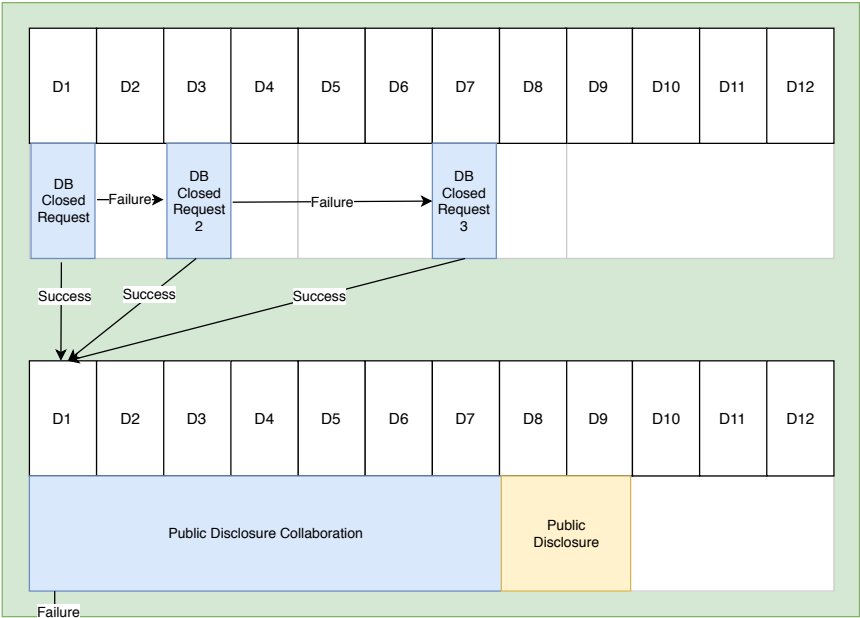 D1 D2 D3 D4 D5 D6 D7 D8 D9 D10 D11 D12
DB
Closed
Request
Failure
DB
Closed
Request
2
Failure
DB
Closed
Request
3
Success
Success
Success
D1 D2 D3 D4 D5 D6 D7 D8 D9 D10 D11 D12
Public Disclosure Collaboration
Public
Disclosure
Failure